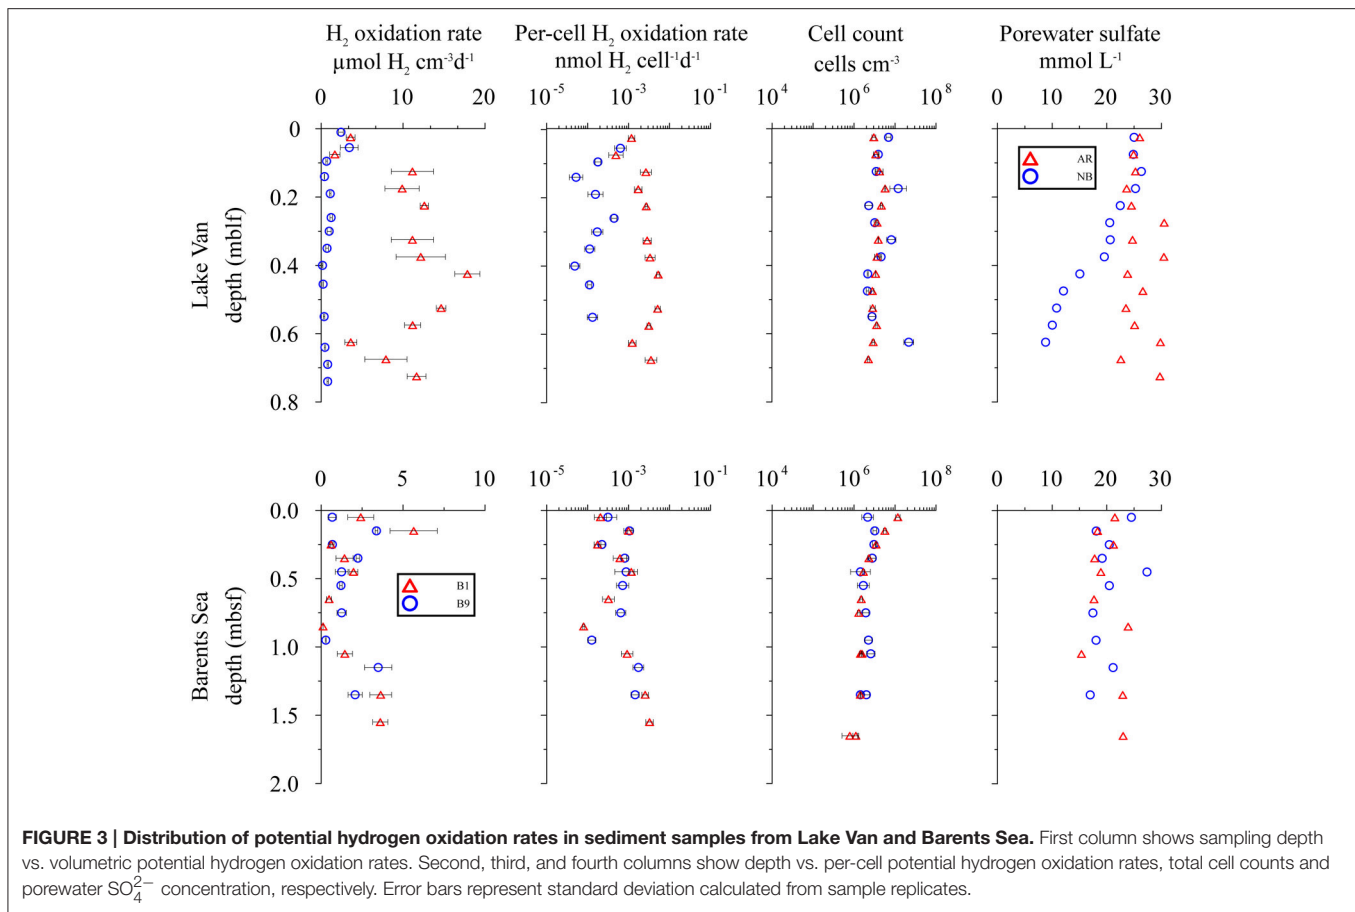 H₂ oxidation rate
µmol H₂ cm⁻³d⁻¹
Per-cell H₂ oxidation rate
nmol H₂ cell⁻¹d⁻¹
Cell count
cells cm⁻³
Porewater sulfate
mmol L⁻¹
0 10 20
10⁻⁵ 10⁻³ 10⁻¹
10⁴ 10⁶ 10⁸
0 10 20 30
Lake Van
depth (mblf)
0
0.2
0.4
0.6
0.8
AR
NB
0 5 10
10⁻⁵ 10⁻³ 10⁻¹
10⁴ 10⁶ 10⁸
0 10 20 30
Barents Sea
depth (mbsf)
0.0
0.5
1.0
1.5
2.0
B1
B9
FIGURE 3 | Distribution of potential hydrogen oxidation rates in sediment samples from Lake Van and Barents Sea. First column shows sampling depth
vs. volumetric potential hydrogen oxidation rates. Second, third, and fourth columns show depth vs. per-cell potential hydrogen oxidation rates, total cell counts and
porewater SO₄²⁻ concentration, respectively. Error bars represent standard deviation calculated from sample replicates.